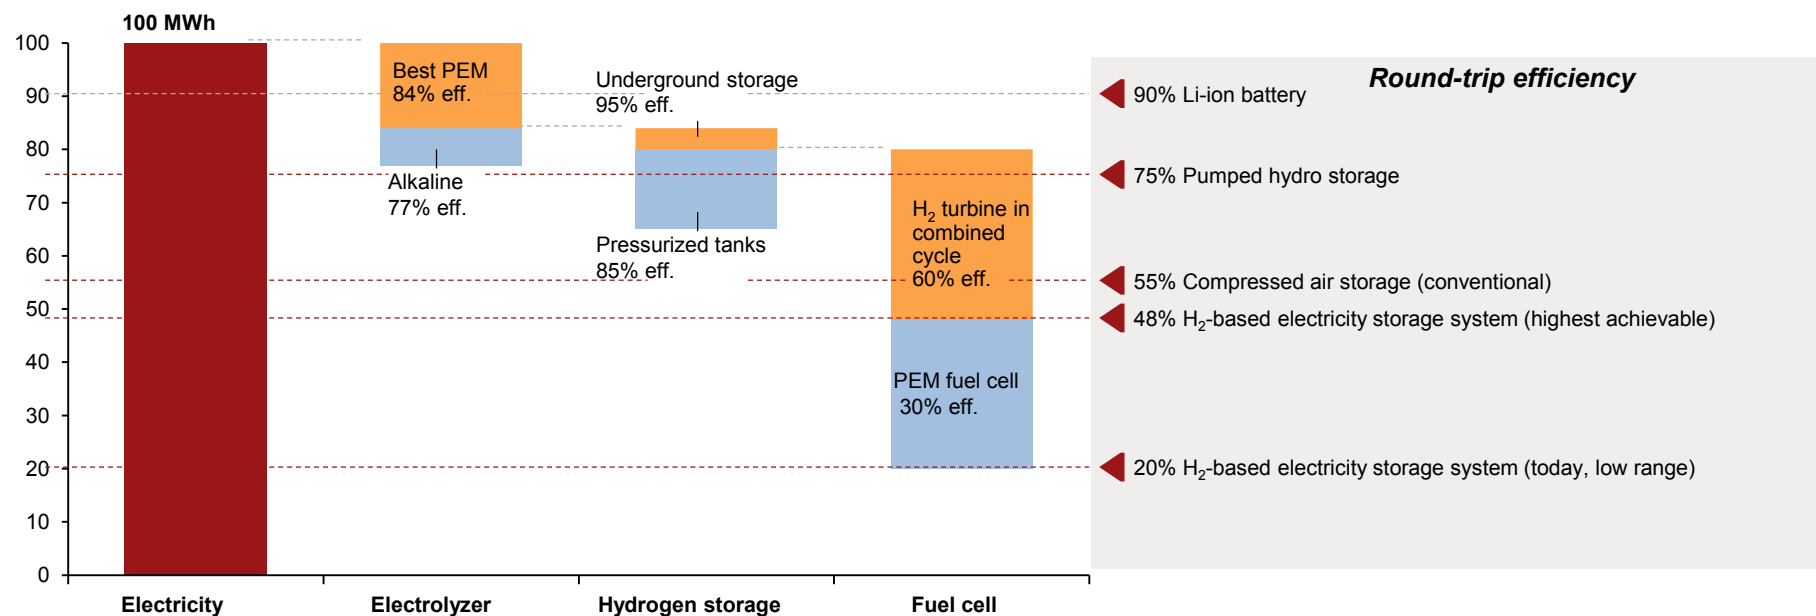 100 MWh
100
90
80
70
60
50
40
30
20
10
0
Best PEM
84% eff.
Alkaline
77% eff.
Underground storage
95% eff.
Pressurized tanks
85% eff.
H₂ turbine in
combined
cycle
60% eff.
PEM fuel cell
30% eff.
Electricity
Electrolyzer
Hydrogen storage
Fuel cell
Round-trip efficiency
90% Li-ion battery
75% Pumped hydro storage
55% Compressed air storage (conventional)
48% H₂-based electricity storage system (highest achievable)
20% H₂-based electricity storage system (today, low range)